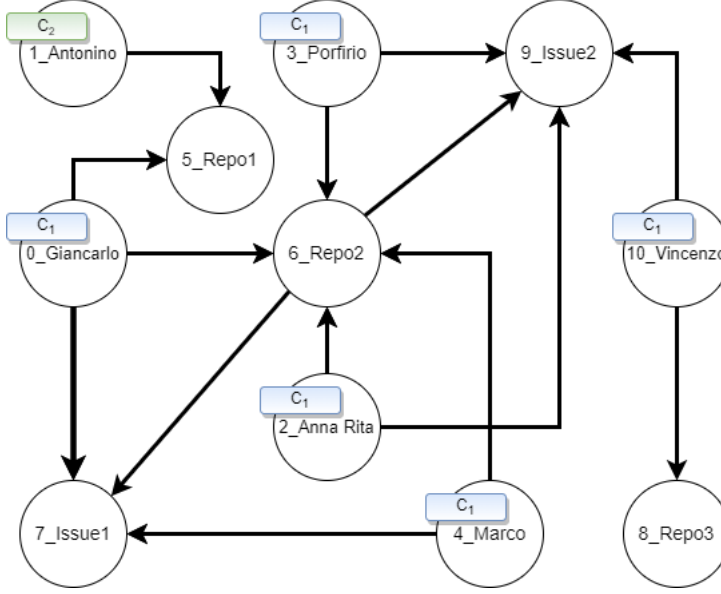 C2
1_Antonino
C1
3_Porfirio
9_Issue2
5_Repo1
C1
0_Giancarlo
6_Repo2
C1
10_Vincenzo
C1
2_Anna Rita
7_Issue1
C1
4_Marco
8_Repo3